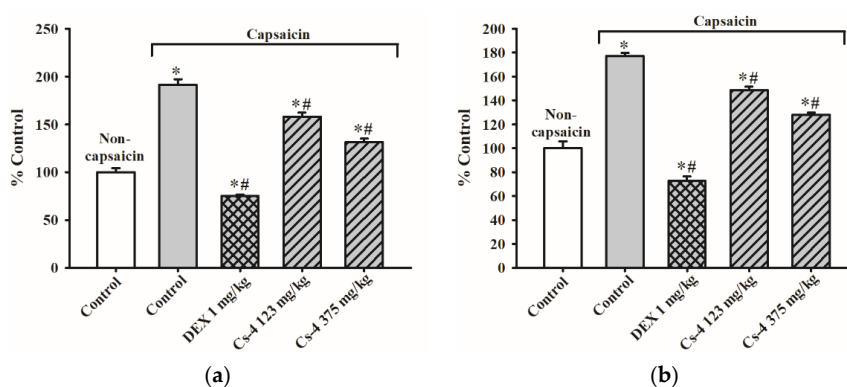 Capsaicin
% Control
250
200
150
100
50
0
Non-
capsaicin
*
*#
*#
*#
Control
Control
DEX 1 mg/kg
Cs-4 123 mg/kg
Cs-4 375 mg/kg
(a)
Capsaicin
% Control
200
180
160
140
120
100
80
60
40
20
0
Non-
capsaicin
*
*#
*#
*#
Control
Control
DEX 1 mg/kg
Cs-4 123 mg/kg
Cs-4 375 mg/kg
(b)